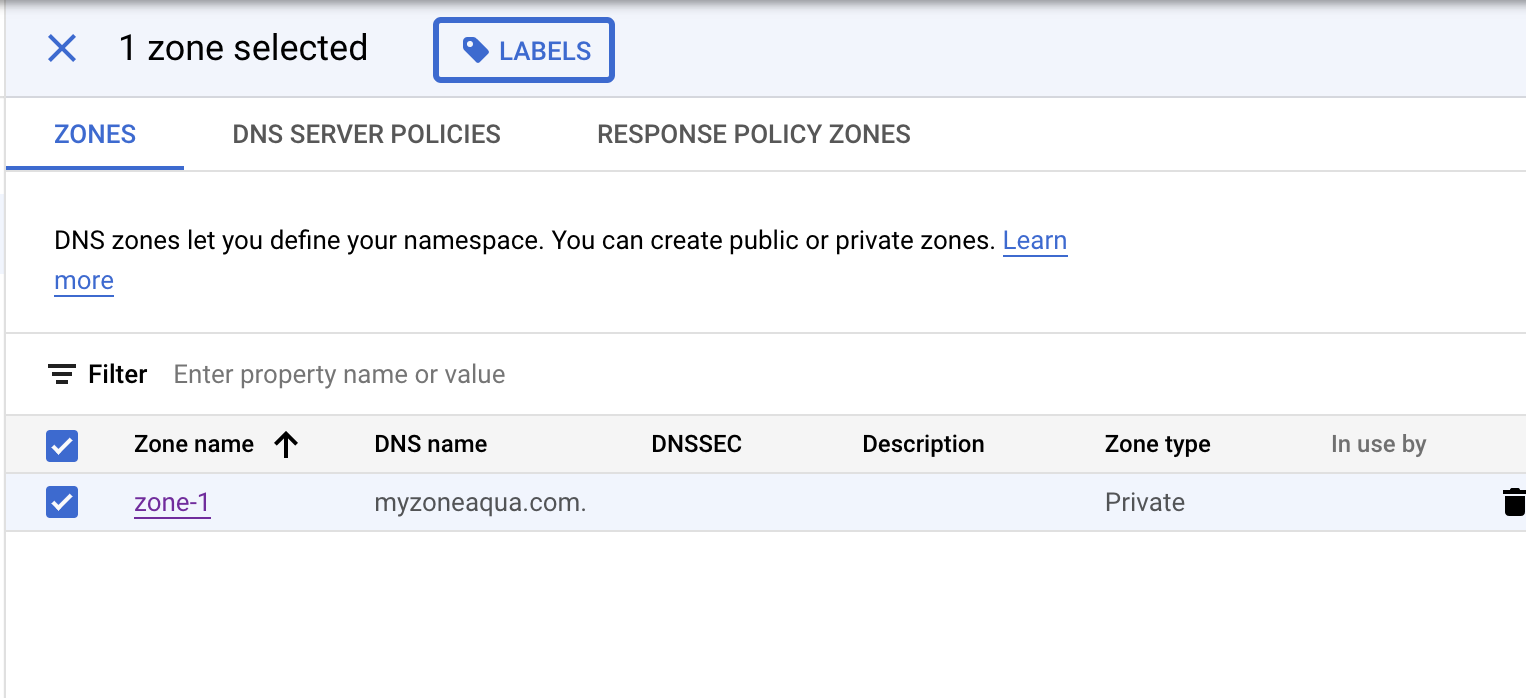 1 zone selected
LABELS
ZONES
DNS SERVER POLICIES
RESPONSE POLICY ZONES
DNS zones let you define your namespace. You can create public or private zones. Learn
more
Filter Enter property name or value
Zone name DNS name DNSSEC Description Zone type In use by
zone-1 myzoneaqua.com. Private